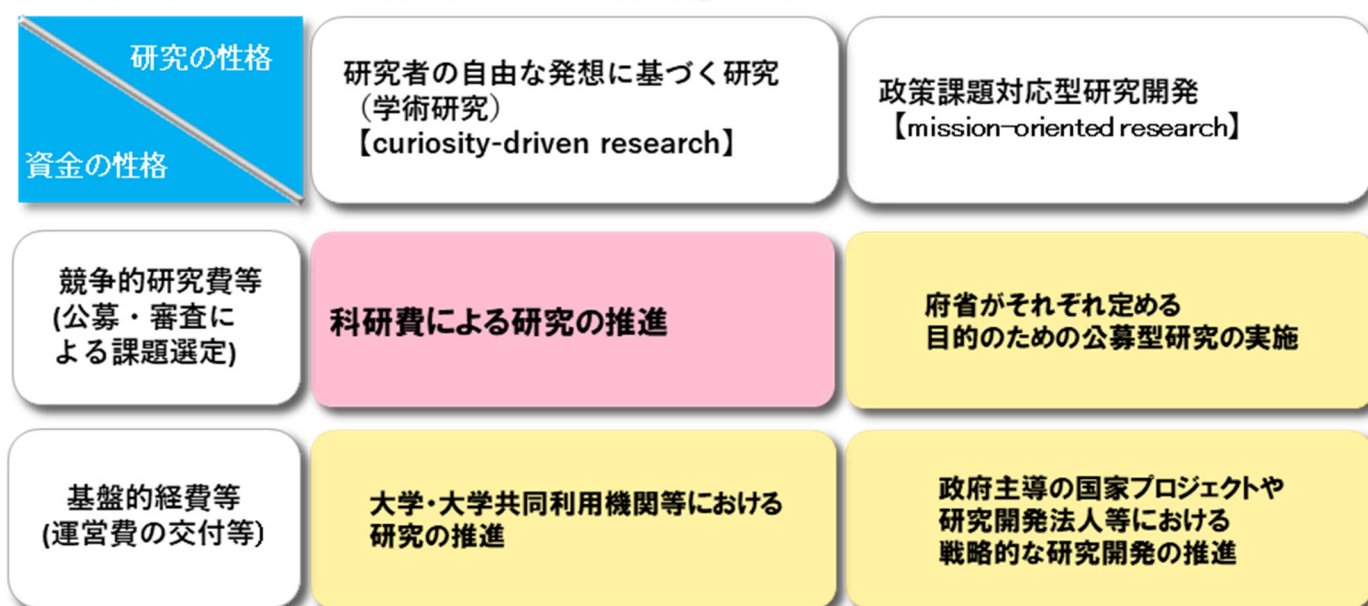 研究の性格
資金の性格
研究者の自由な発想に基づく研究
（学術研究）
【curiosity-driven research】
政策課題対応型研究開発
【mission-oriented research】
競争的研究費等
(公募・審査に
よる課題選定)
科研費による研究の推進
府省がそれぞれ定める
目的のための公募型研究の実施
基盤的経費等
(運営費の交付等)
大学・大学共同利用機関等における
研究の推進
政府主導の国家プロジェクトや
研究開発法人等における
戦略的な研究開発の推進